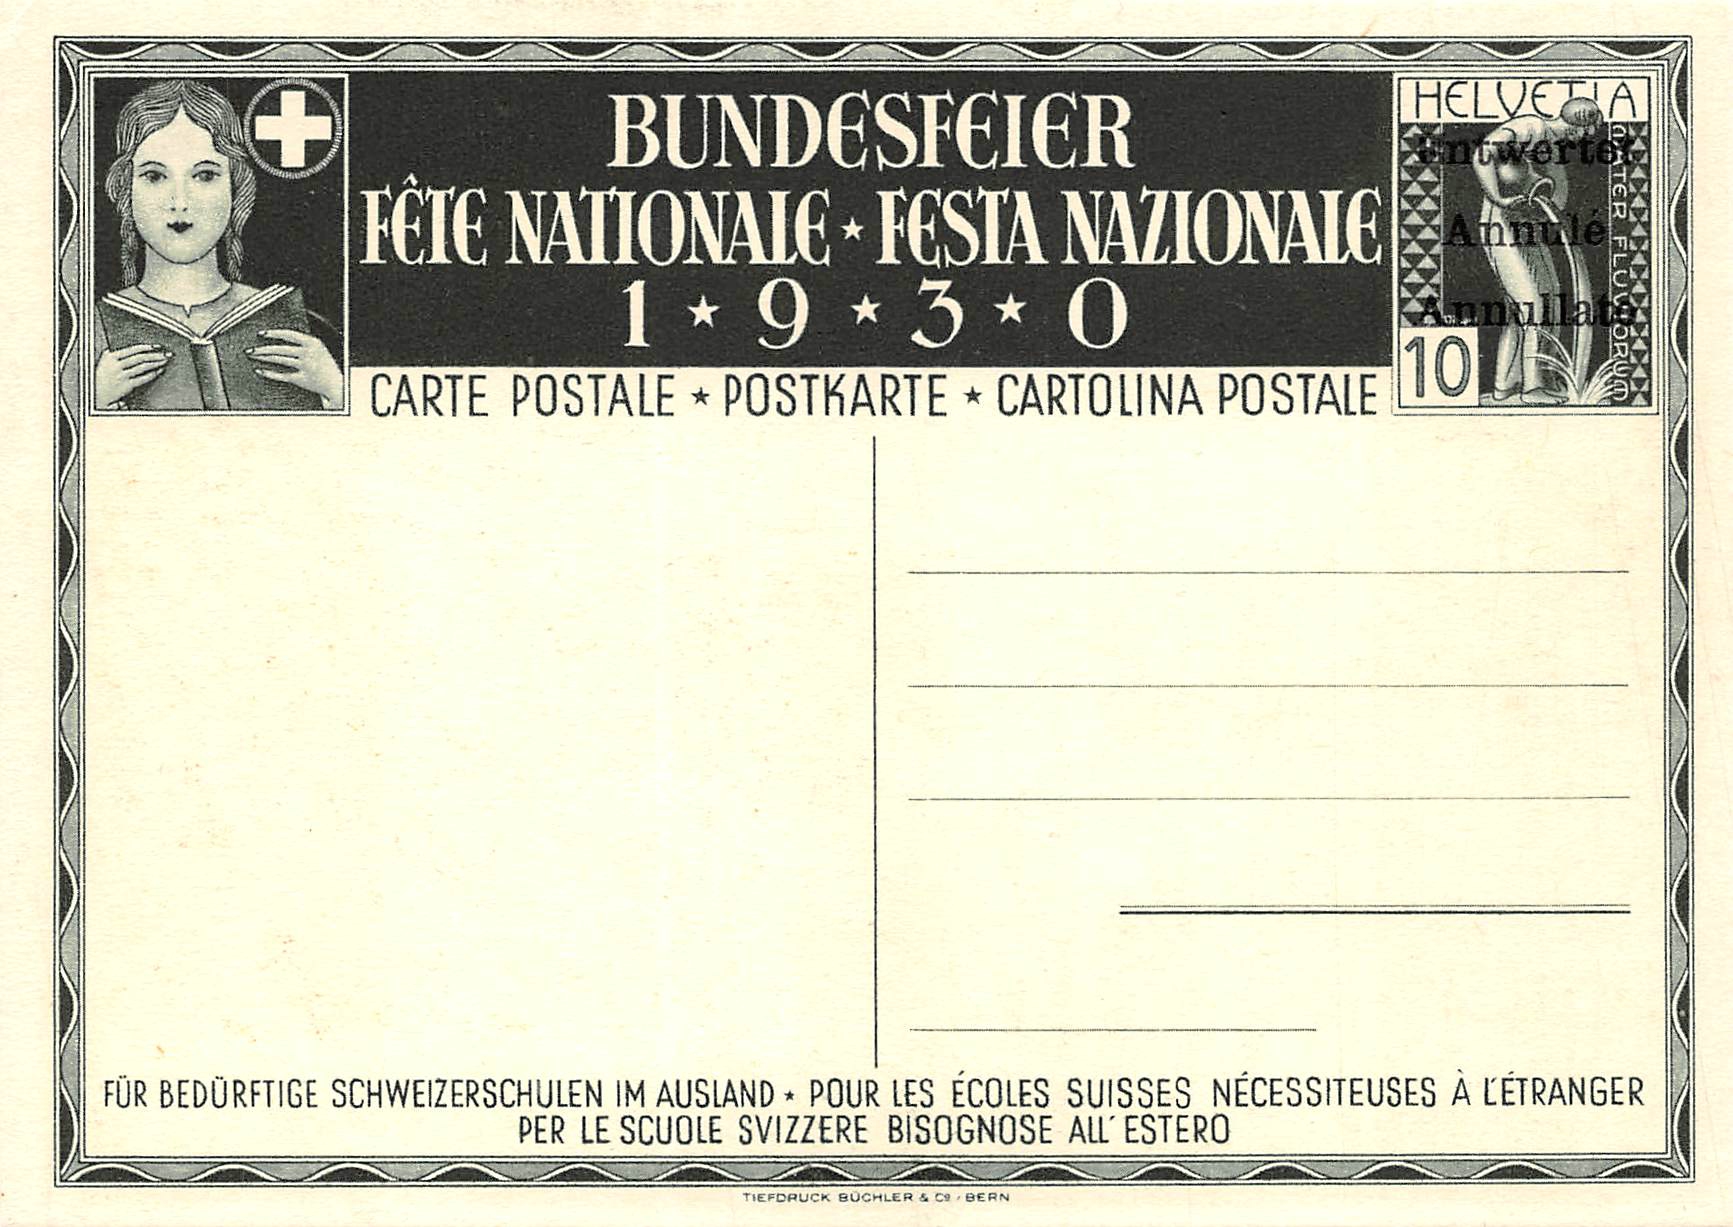 BUNDESFEIER
FÊTE NATIONALE ★ FESTA NAZIONALE
1 ★ 9 ★ 3 ★ 0
CARTE POSTALE ★ POSTKARTE ★ CARTOLINA POSTALE
HELVETIA
MATER FLUVIORUM
Entwertet
Annulé
Annullato
10
FÜR BEDÜRFTIGE SCHWEIZERSCHULEN IM AUSLAND ★ POUR LES ÉCOLES SUISSES NÉCESSITEUSES À L'ÉTRANGER
PER LE SCUOLE SVIZZERE BISOGNOSE ALL' ESTERO
TIEFDRUCK BÜCHLER & Co / BERN